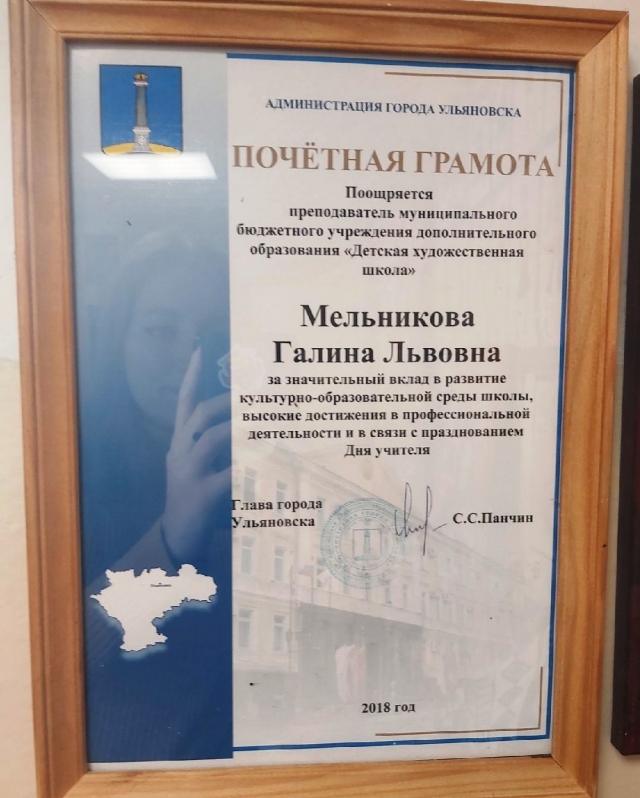 АДМИНИСТРАЦИЯ ГОРОДА УЛЬЯНОВСКА
ПОЧЁТНАЯ ГРАМОТА
Поощряется
преподаватель муниципального
бюджетного учреждения дополнительного
образования «Детская художественная
школа»
Мельникова
Галина Львовна
за значительный вклад в развитие
культурно-образовательной среды школы,
высокие достижения в профессиональной
деятельности и в связи с празднованием
Дня учителя
Глава города
Ульяновска
С.С.Панчин
2018 год